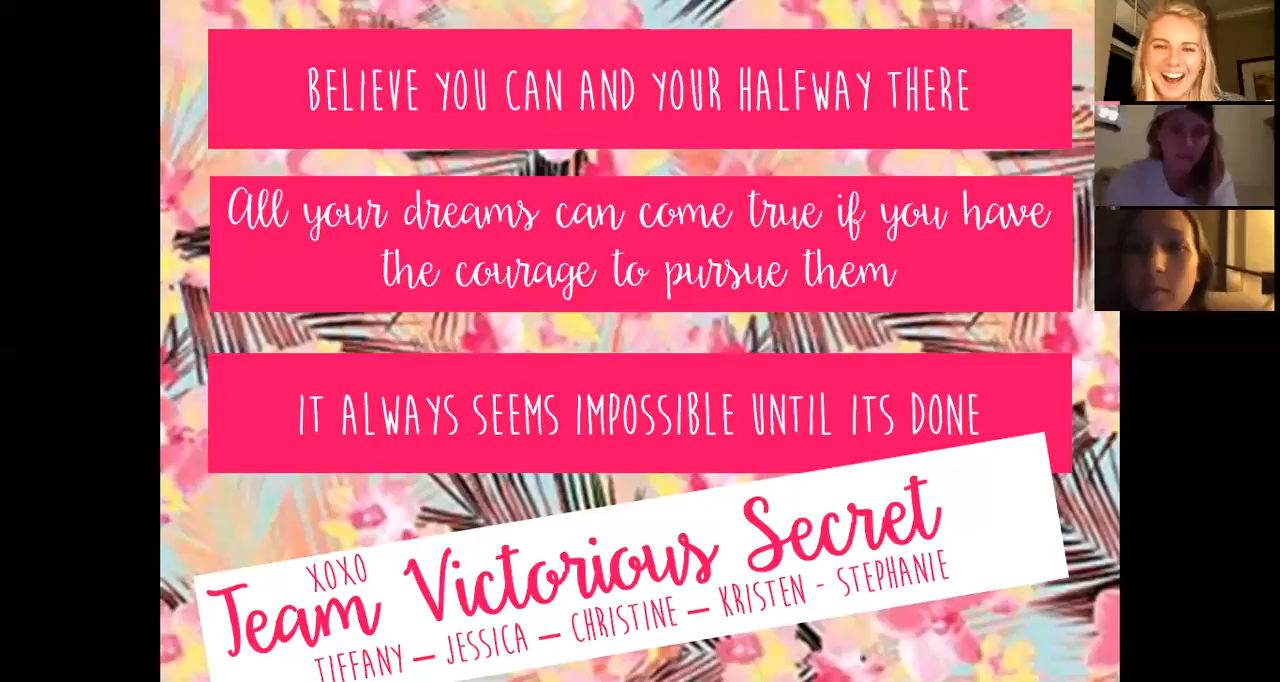 BELIEVE YOU CAN AND YOUR HALFWAY THERE
All your dreams can come true if you have
the courage to pursue them
IT ALWAYS SEEMS IMPOSSIBLE UNTIL ITS DONE
XOXO
Team Victorious Secret
TIFFANY – JESSICA – CHRISTINE – KRISTEN - STEPHANIE